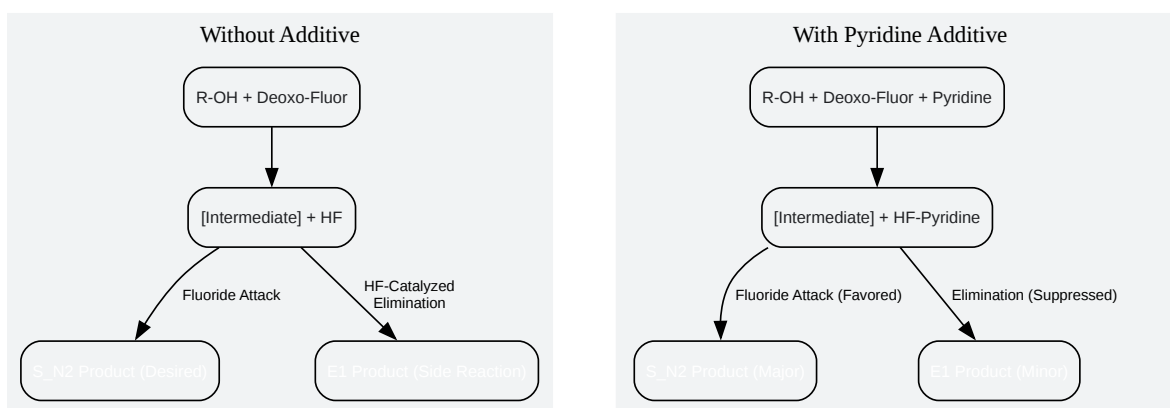 Without Additive
R-OH + Deoxo-Fluor
[Intermediate] + HF
Fluoride Attack
HF-Catalyzed
Elimination
S_N2 Product (Desired)
E1 Product (Side Reaction)
With Pyridine Additive
R-OH + Deoxo-Fluor + Pyridine
[Intermediate] + HF-Pyridine
Fluoride Attack (Favored)
Elimination (Suppressed)
S_N2 Product (Major)
E1 Product (Minor)